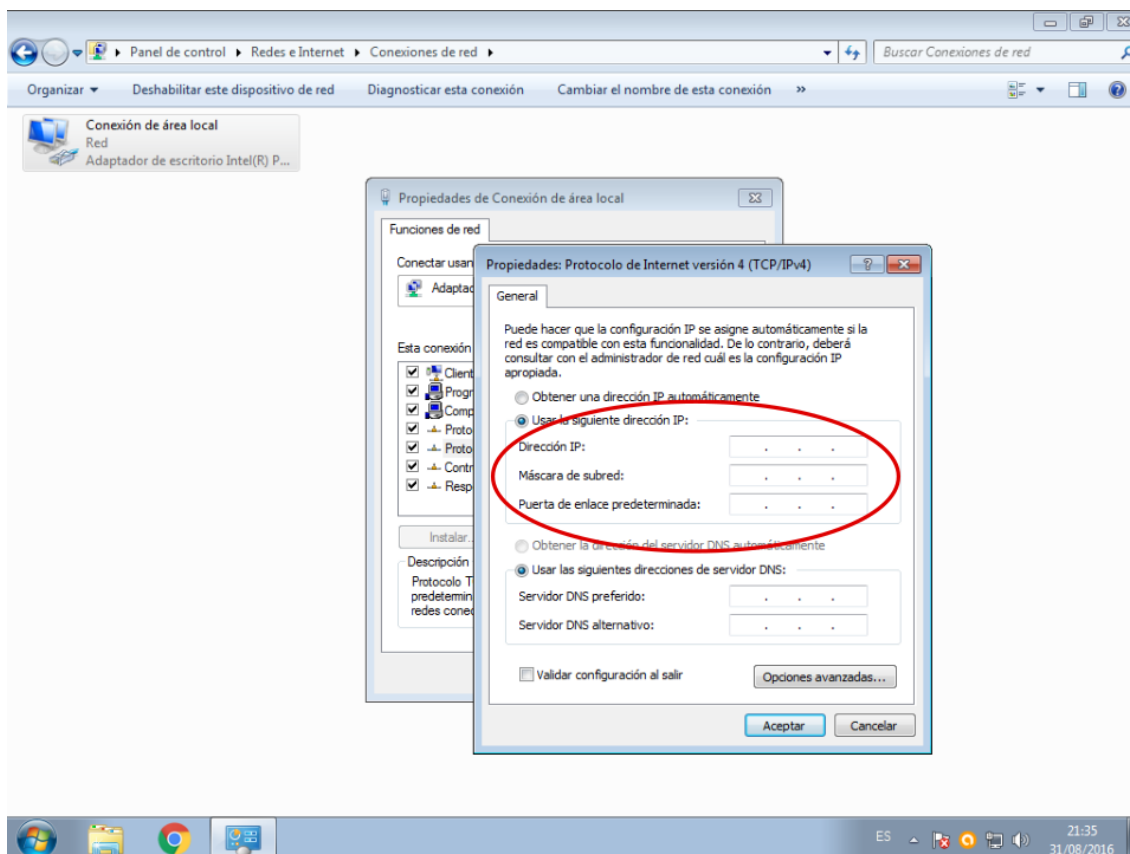 Panel de control Redes e Internet Conexiones de red
Buscar Conexiones de red
Organizar Deshabilitar este dispositivo de red Diagnosticar esta conexión Cambiar el nombre de esta conexión »
Conexión de área local
Red
Adaptador de escritorio Intel(R) P...
Propiedades de Conexión de área local
Funciones de red
Conectar usan
Adaptad
Esta conexión
Client
Progr
Comp
Proto
Proto
Contr
Resp
Instalar.
Descripción
Protocolo T
predetermin
redes conec
Propiedades: Protocolo de Internet versión 4 (TCP/IPv4)
General
Puede hacer que la configuración IP se asigne automáticamente si la
red es compatible con esta funcionalidad. De lo contrario, deberá
consultar con el administrador de red cuál es la configuración IP
apropiada.
Obtener una dirección IP automáticamente
Usar la siguiente dirección IP:
Dirección IP: . . .
Máscara de subred: . . .
Puerta de enlace predeterminada: . . .
Obtener la dirección del servidor DNS automáticamente
Usar las siguientes direcciones de servidor DNS:
Servidor DNS preferido: . . .
Servidor DNS alternativo: . . .
Validar configuración al salir
Opciones avanzadas...
Aceptar Cancelar
ES 21:35
31/08/2016